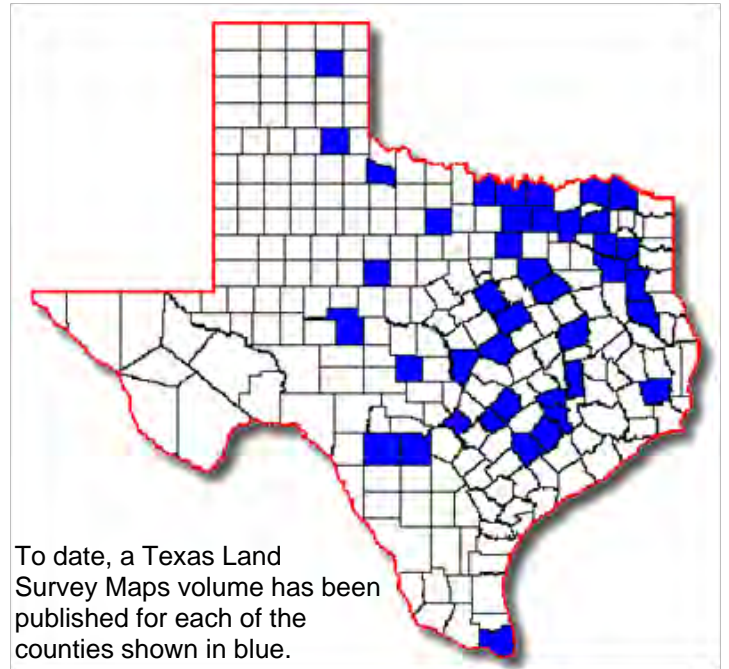 To date, a Texas Land
Survey Maps volume has been
published for each of the
counties shown in blue.